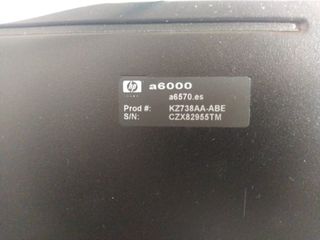 hp a6000
a6570.es
Prod #: KZ738AA-ABE
S/N: CZX82955TM